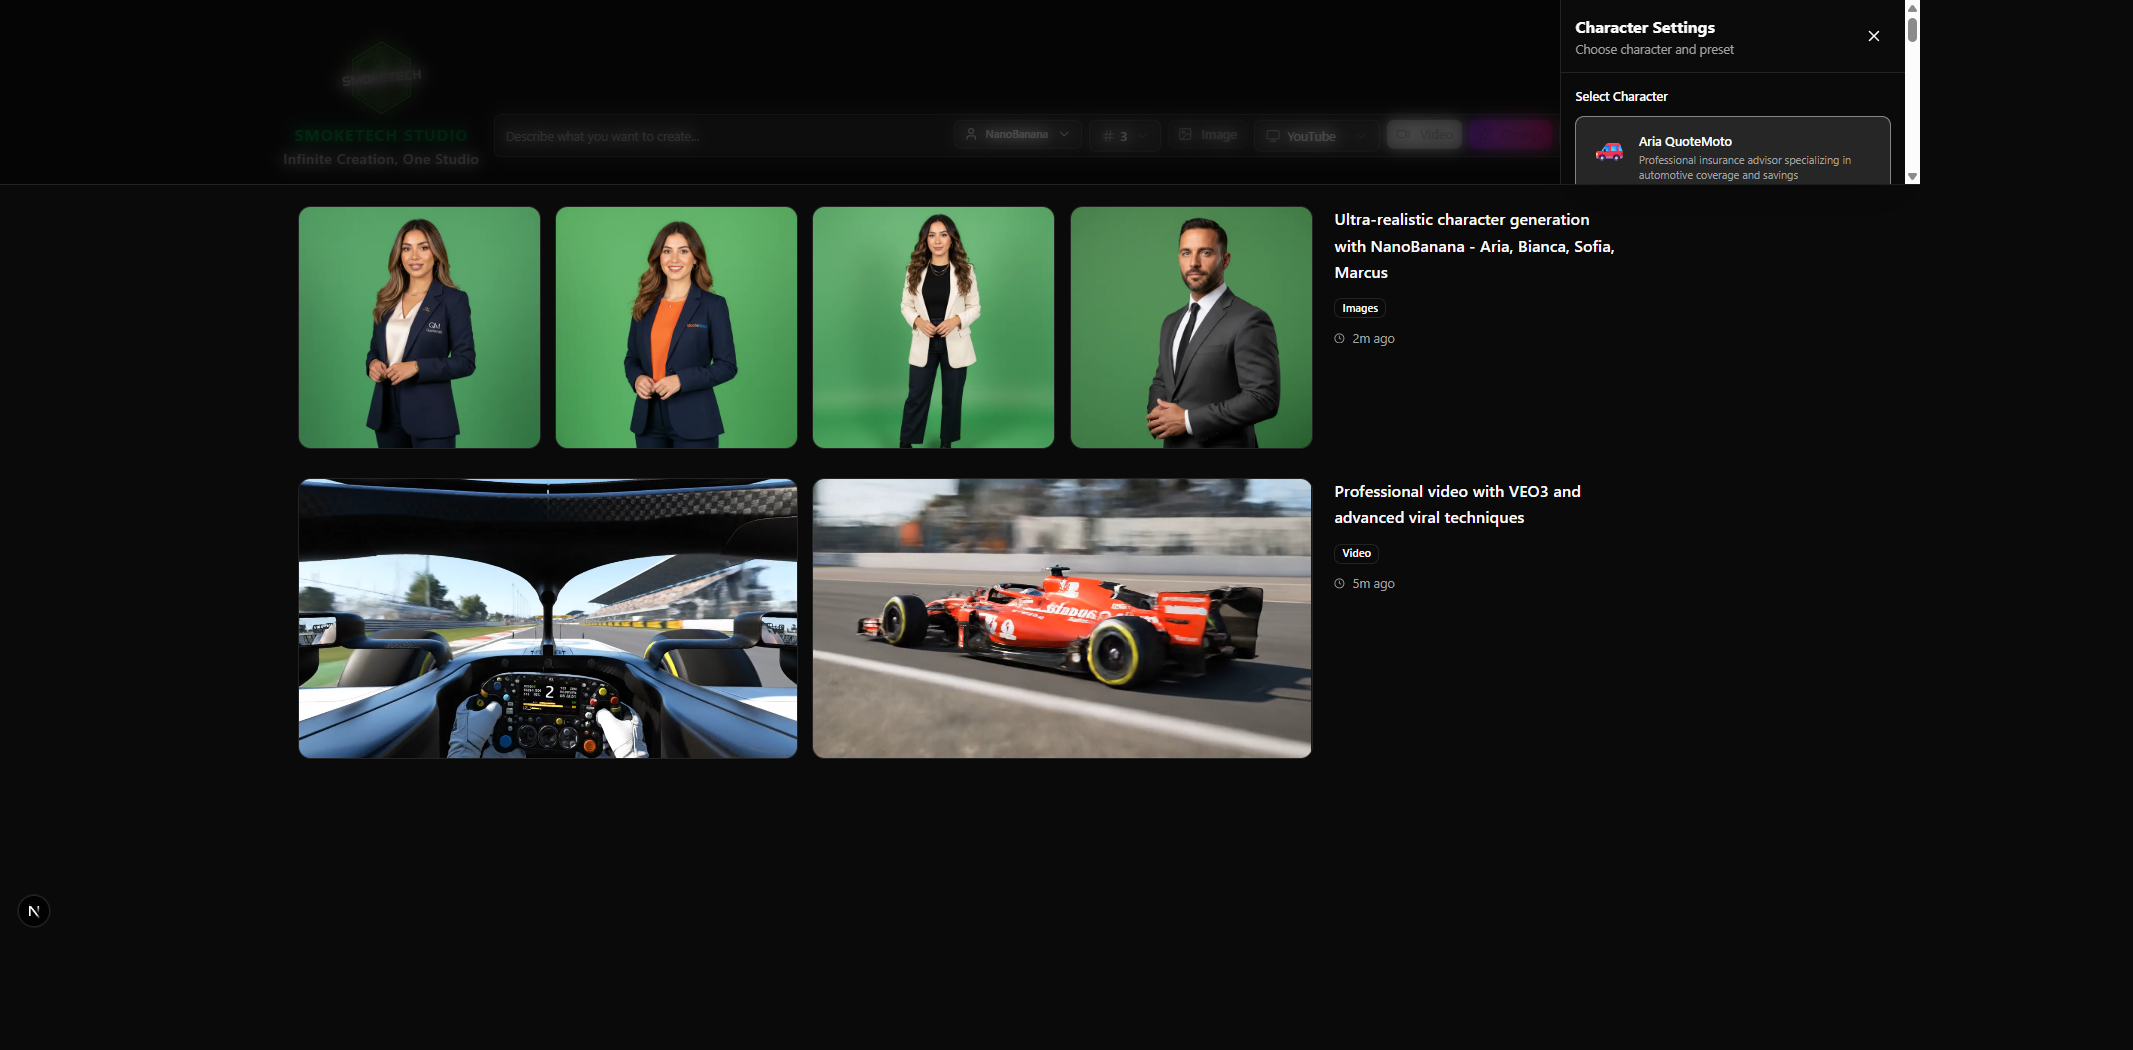 Character Settings
Choose character and preset
Select Character
Aria QuoteMoto
Professional insurance advisor specializing in
automotive coverage and savings
SMOKETECH
SMOKETECH STUDIO
Infinite Creation, One Studio
Describe what you want to create...
NanoBanana
# 3
Image
YouTube
Video
Ultra-realistic character generation
with NanoBanana - Aria, Bianca, Sofia,
Marcus
Images
2m ago
QM
Professional video with VEO3 and
advanced viral techniques
Video
5m ago
2
N